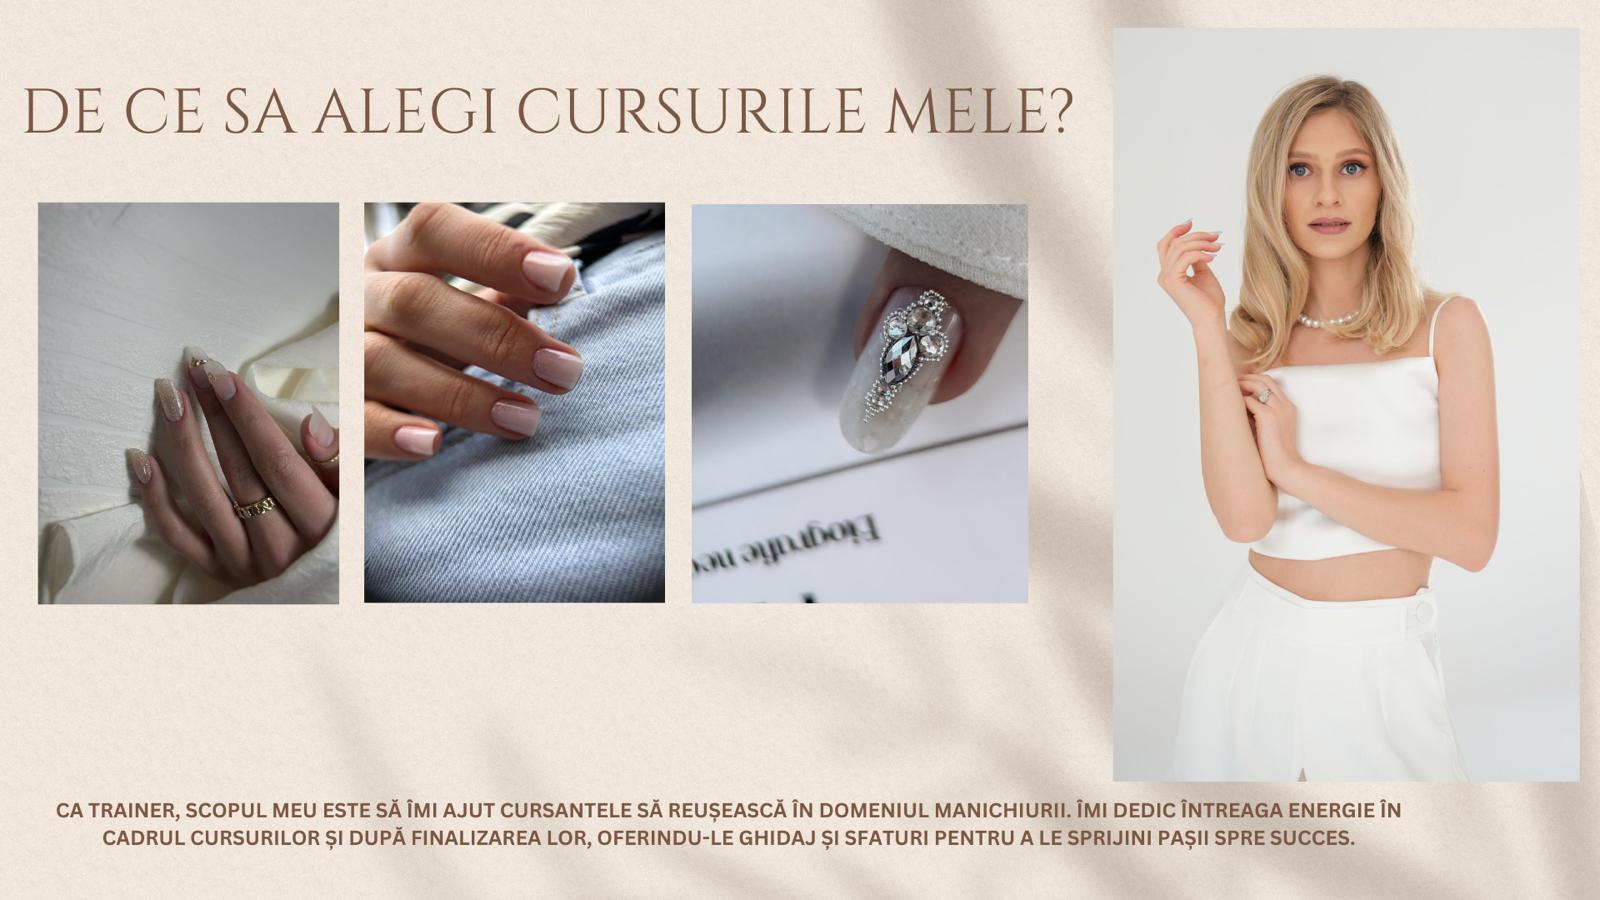 DE CE SA ALEGI CURSURILE MELE?
Biografie
CA TRAINER, SCOPUL MEU ESTE SĂ ÎMI AJUT CURSANTELE SĂ REUȘEASCĂ ÎN DOMENIUL MANICHIURII. ÎMI DEDIC ÎNTREAGA ENERGIE ÎN
CADRUL CURSURILOR ȘI DUPĂ FINALIZAREA LOR, OFERINDU-LE GHIDAJ ȘI SFATURI PENTRU A LE SPRIJINI PAȘII SPRE SUCCES.